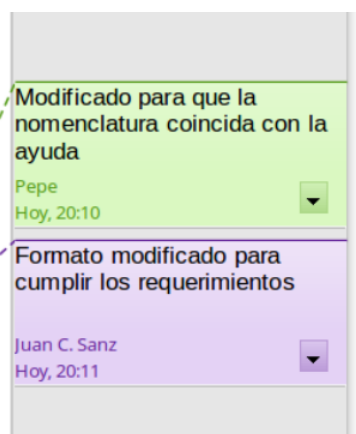 Modificado para que la
nomenclatura coincida con la
ayuda
Pepe
Hoy, 20:10
Formato modificado para
cumplir los requerimientos
Juan C. Sanz
Hoy, 20:11